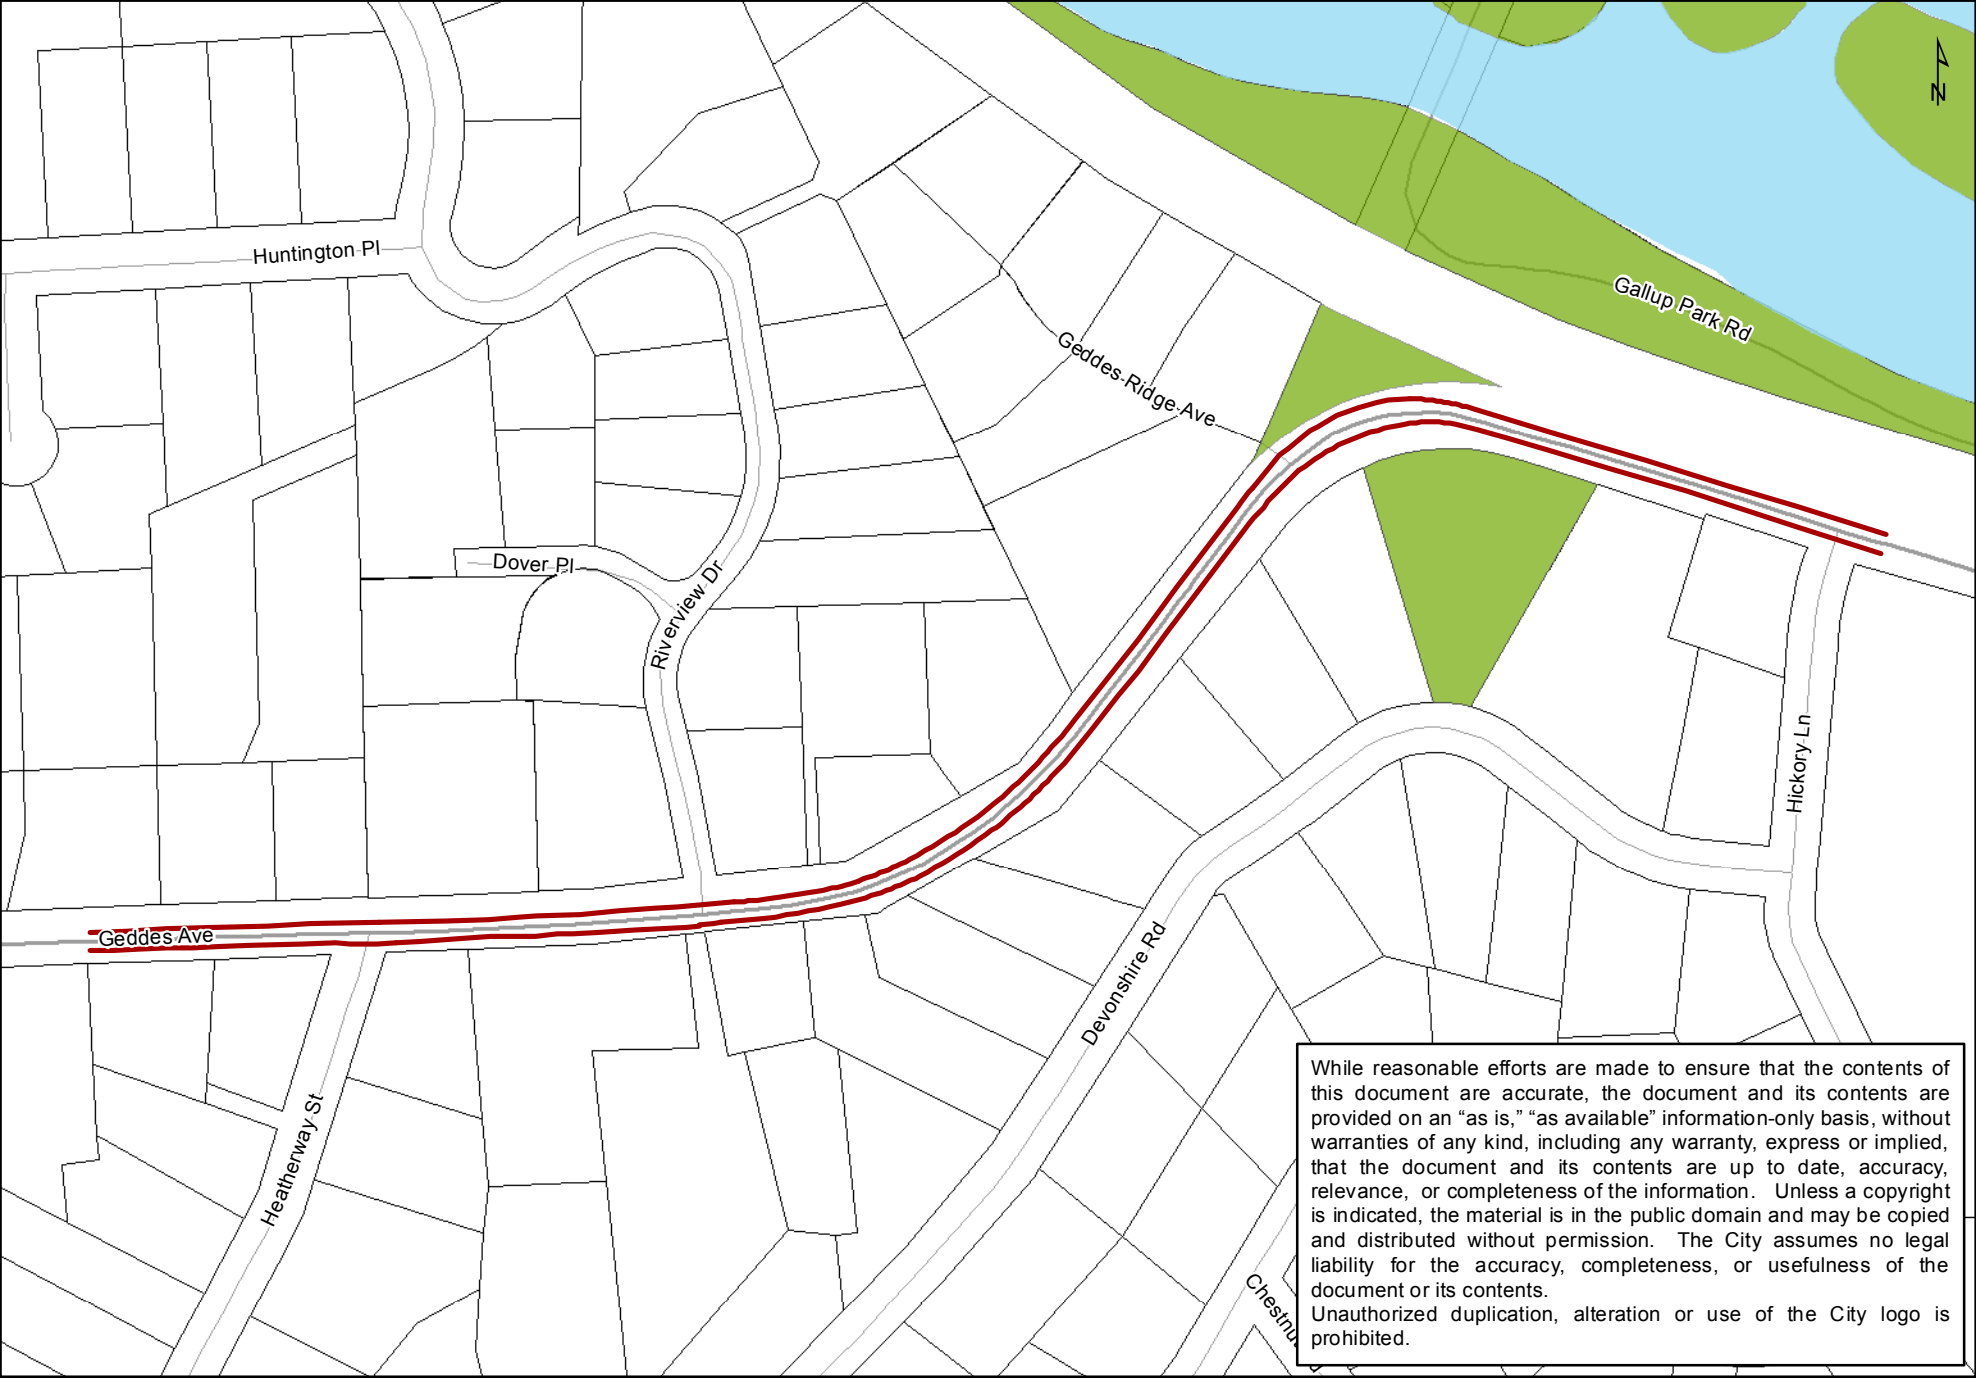 N
Huntington Pl
Gallup Park Rd
Geddes Ridge Ave
Dover Pl
Riverview Dr
Hickory Ln
Geddes Ave
Devonshire Rd
Heatherway St
While reasonable efforts are made to ensure that the contents of
this document are accurate, the document and its contents are
provided on an “as is,” “as available” information-only basis, without
warranties of any kind, including any warranty, express or implied,
that the document and its contents are up to date, accuracy,
relevance, or completeness of the information. Unless a copyright
is indicated, the material is in the public domain and may be copied
and distributed without permission. The City assumes no legal
liability for the accuracy, completeness, or usefulness of the
document or its contents.
Unauthorized duplication, alteration or use of the City logo is
prohibited.